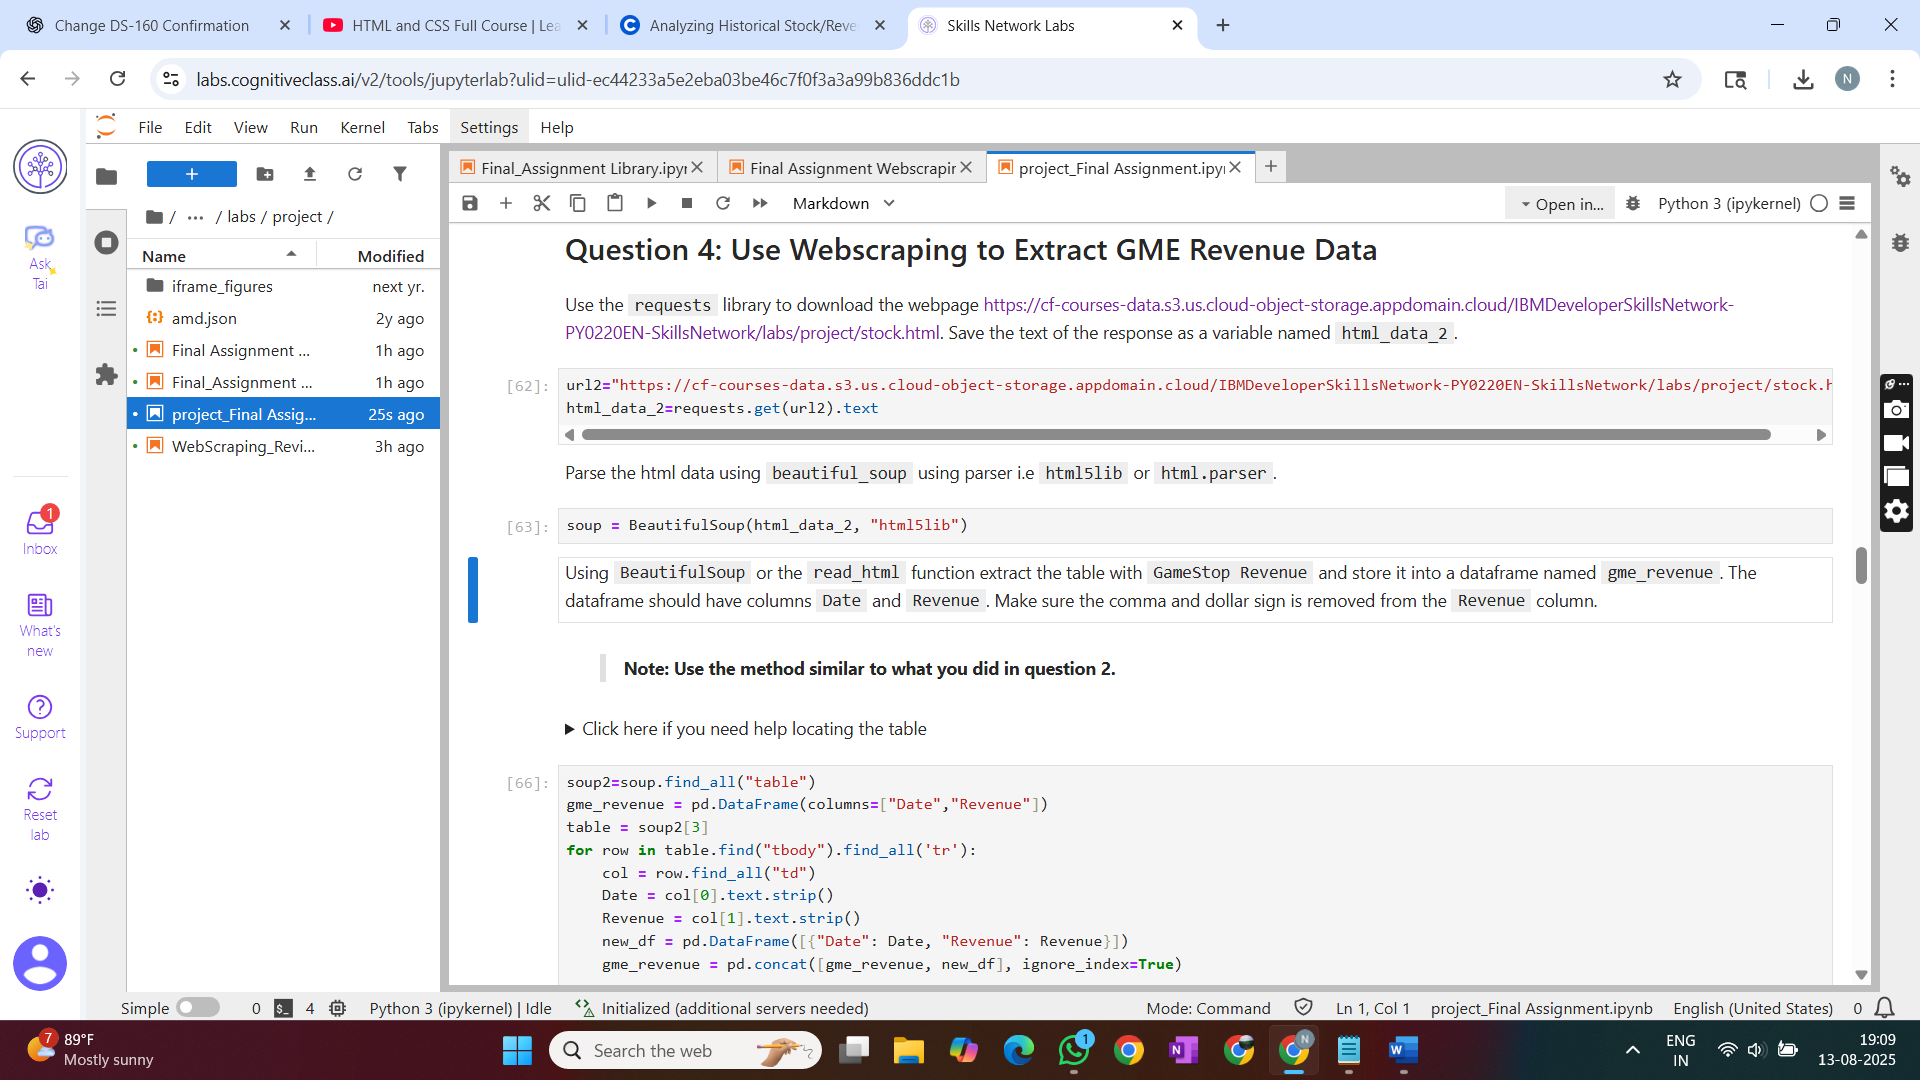 Change DS-160 Confirmation
HTML and CSS Full Course | Lea
Analyzing Historical Stock/Reve
Skills Network Labs
labs.cognitiveclass.ai/v2/tools/jupyterlab?ulid=ulid-ec44233a5e2eba03be46c7f0f3a3a99b836ddc1b
N
File Edit View Run Kernel Tabs Settings Help
Final_Assignment Library.ipyn
Final Assignment Webscrapin
project_Final Assignment.ipyn
/ ··· / labs / project /
Markdown
Open in...
Python 3 (ipykernel)
Name Modified
iframe_figures next yr.
amd.json 2y ago
Final Assignment ... 1h ago
Final_Assignment ... 1h ago
project_Final Assig... 25s ago
WebScraping_Revi... 3h ago
Ask
Tai
1
Inbox
What's
new
Support
Reset
lab
Question 4: Use Webscraping to Extract GME Revenue Data
Use the requests library to download the webpage https://cf-courses-data.s3.us.cloud-object-storage.appdomain.cloud/IBMDeveloperSkillsNetwork-
PY0220EN-SkillsNetwork/labs/project/stock.html. Save the text of the response as a variable named html_data_2.
[62]: url2="https://cf-courses-data.s3.us.cloud-object-storage.appdomain.cloud/IBMDeveloperSkillsNetwork-PY0220EN-SkillsNetwork/labs/project/stock.h
html_data_2=requests.get(url2).text
Parse the html data using beautiful_soup using parser i.e html5lib or html.parser.
[63]: soup = BeautifulSoup(html_data_2, "html5lib")
Using BeautifulSoup or the read_html function extract the table with GameStop Revenue and store it into a dataframe named gme_revenue. The
dataframe should have columns Date and Revenue. Make sure the comma and dollar sign is removed from the Revenue column.
Note: Use the method similar to what you did in question 2.
Click here if you need help locating the table
[66]: soup2=soup.find_all("table")
gme_revenue = pd.DataFrame(columns=["Date","Revenue"])
table = soup2[3]
for row in table.find("tbody").find_all('tr'):
col = row.find_all("td")
Date = col[0].text.strip()
Revenue = col[1].text.strip()
new_df = pd.DataFrame([{"Date": Date, "Revenue": Revenue}])
gme_revenue = pd.concat([gme_revenue, new_df], ignore_index=True)
Simple 0 4 Python 3 (ipykernel) | Idle Initialized (additional servers needed) Mode: Command Ln 1, Col 1 project_Final Assignment.ipynb English (United States) 0
7
89°F
Mostly sunny
Search the web
1
N
ENG
IN
19:09
13-08-2025